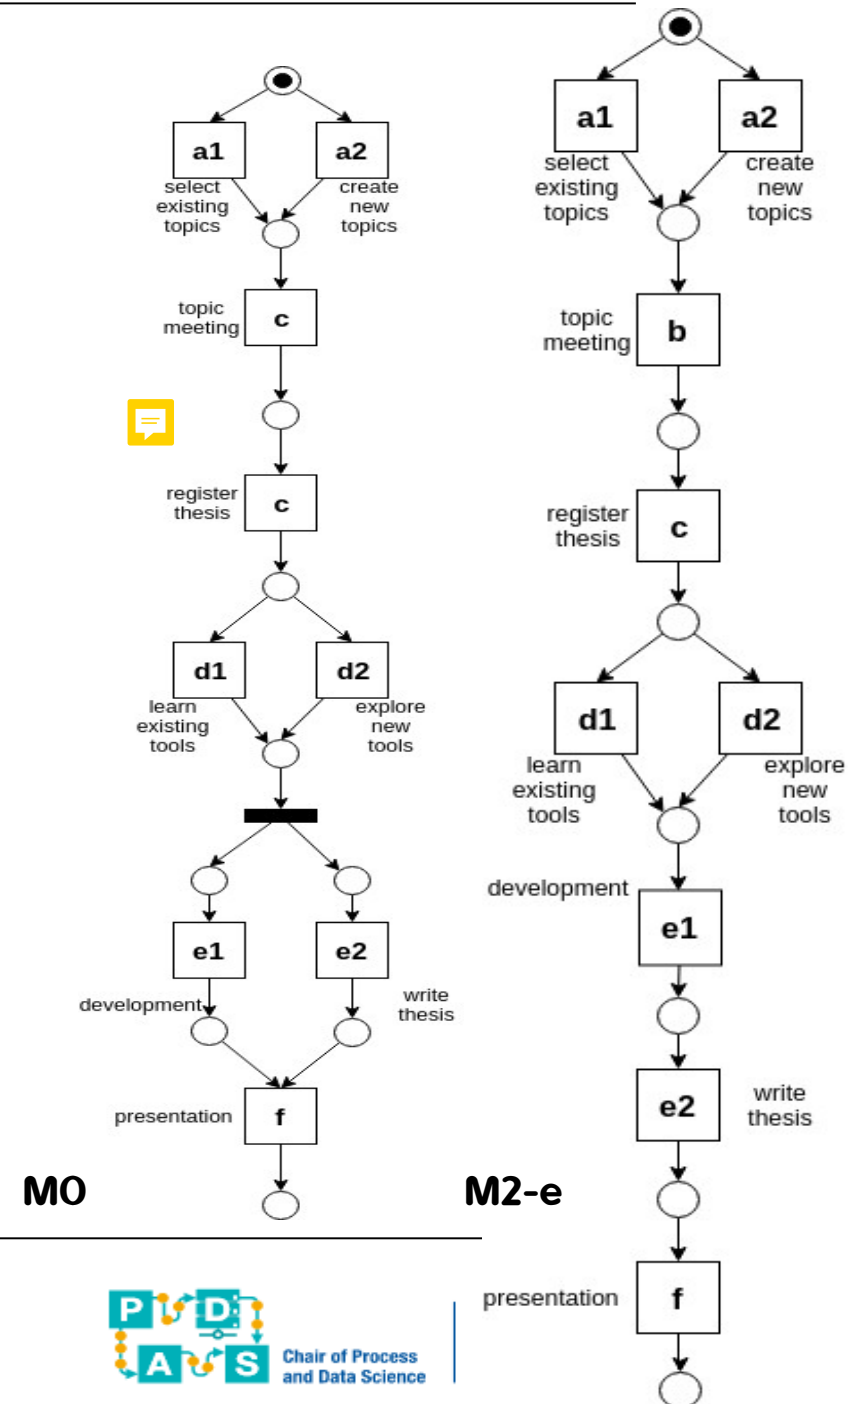 a1
a2
select
existing
topics
create
new
topics
topic
meeting
c
register
thesis
c
d1
d2
learn
existing
tools
explore
new
tools
e1
e2
development
write
thesis
presentation
f
M0
a1
a2
select
existing
topics
create
new
topics
topic
meeting
b
register
thesis
c
d1
d2
learn
existing
tools
explore
new
tools
development
e1
e2
write
thesis
M2-e
presentation
f
P D
A S
Chair of Process
and Data Science